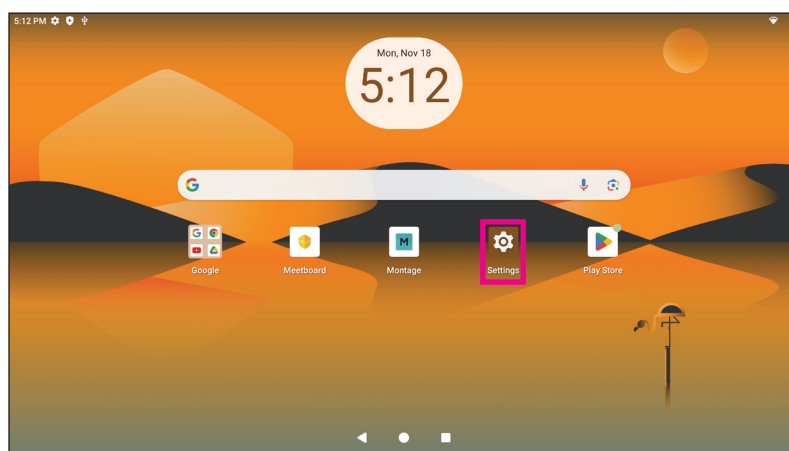 5:12 PM
Mon, Nov 18
5:12
Google
Meetboard
M
Montage
Settings
Play Store